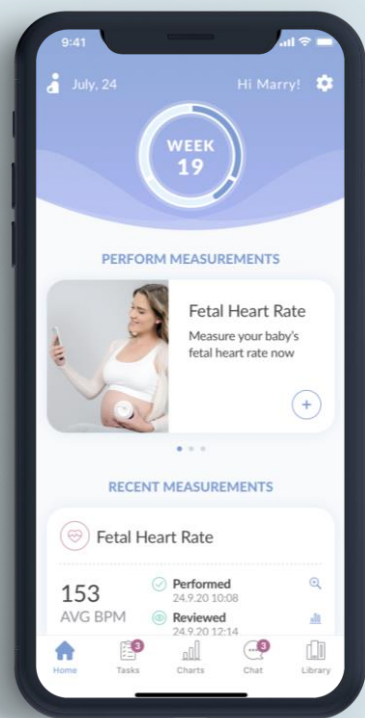 9:41
July, 24
Hi Marry!
WEEK
19
PERFORM MEASUREMENTS
Fetal Heart Rate
Measure your baby's
fetal heart rate now
RECENT MEASUREMENTS
Fetal Heart Rate
153
AVG BPM
Performed
24.9.20 10:08
Reviewed
24.9.20 12:14
3
3
Home
Tasks
Charts
Chat
Library